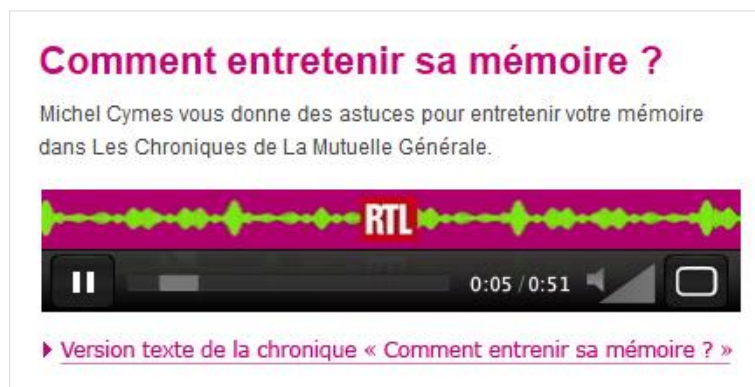 Comment entretenir sa mémoire ?
Michel Cymes vous donne des astuces pour entretenir votre mémoire
dans Les Chroniques de La Mutuelle Générale.
RTL
0:05/0:51
Version texte de la chronique « Comment entrenir sa mémoire ? »